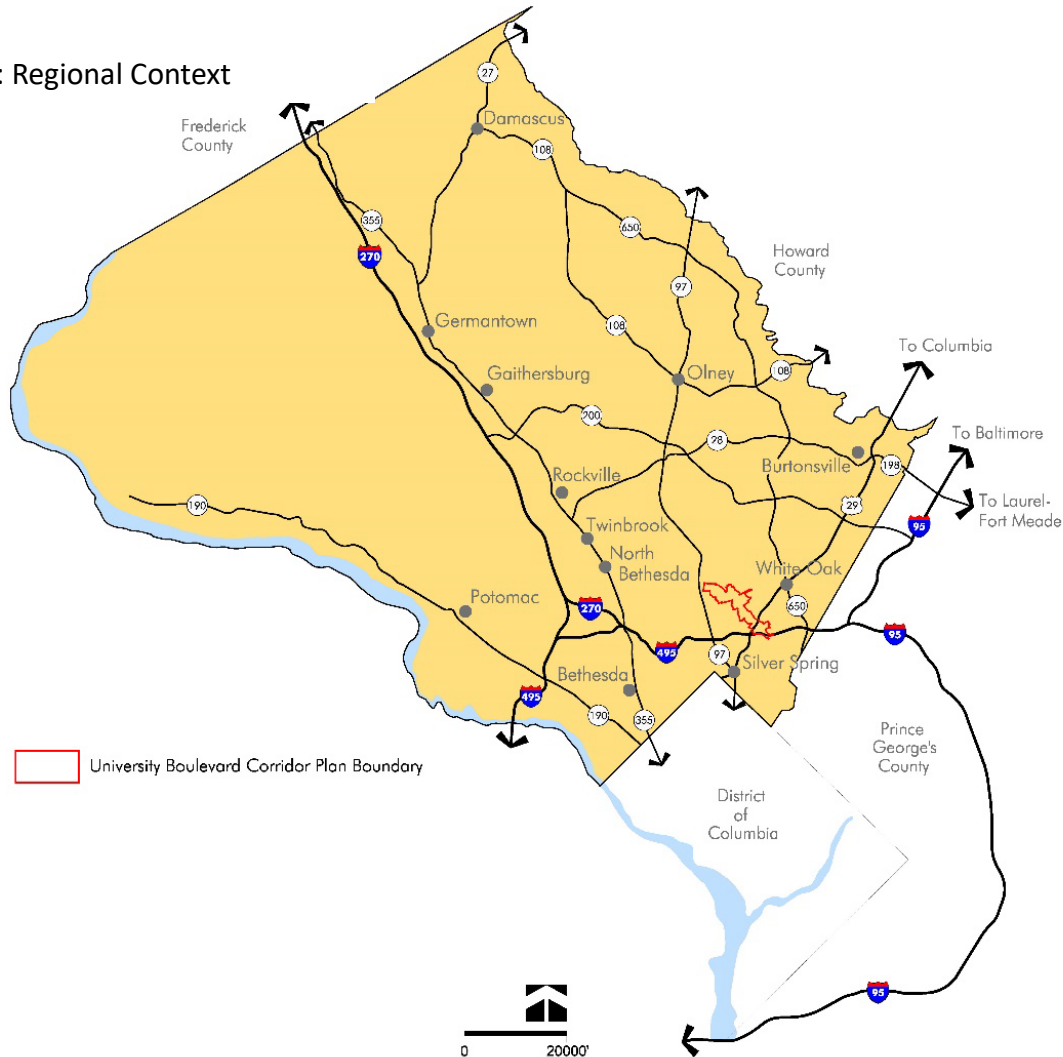 : Regional Context
27
Frederick
County
Damascus
108
355
650
270
Howard
County
97
108
Germantown
To Columbia
108
Olney
Gaithersburg
200
28
To Baltimore
Burtonsville
198
Rockville
29
To Laurel-
Fort Meade
190
95
Twinbrook
North
Bethesda
White Oak
Potomac
270
650
95
495
97
Silver Spring
Bethesda
495
190
355
Prince
George's
County
University Boulevard Corridor Plan Boundary
District
of
Columbia
95
0
20000'